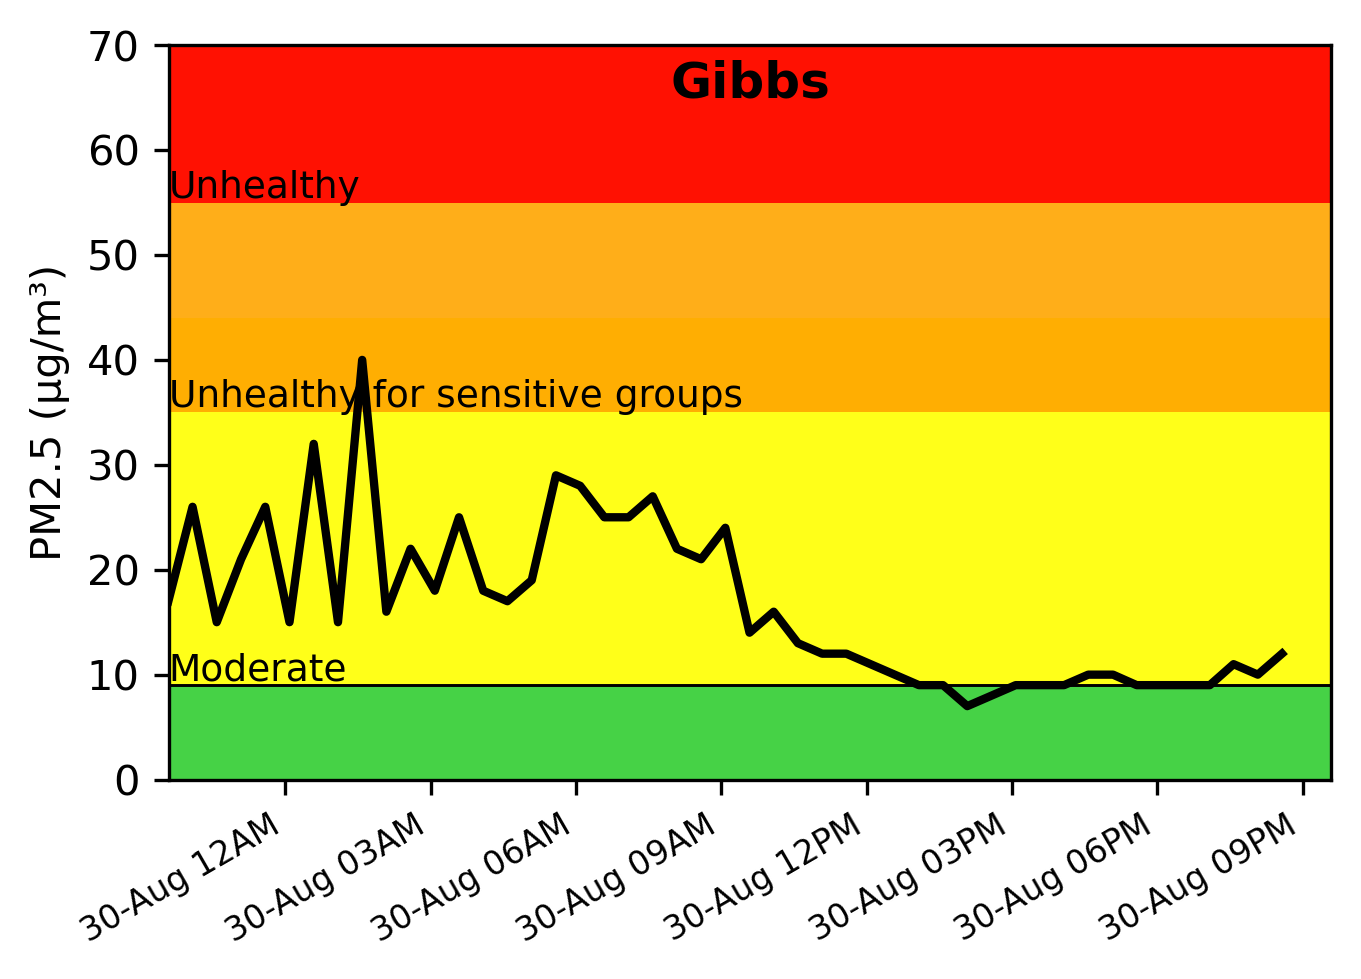 Gibbs
PM2.5 (µg/m³)
70
60
50
40
30
20
10
0
Unhealthy
Unhealthy for sensitive groups
Moderate
30-Aug 12AM
30-Aug 03AM
30-Aug 06AM
30-Aug 09AM
30-Aug 12PM
30-Aug 03PM
30-Aug 06PM
30-Aug 09PM